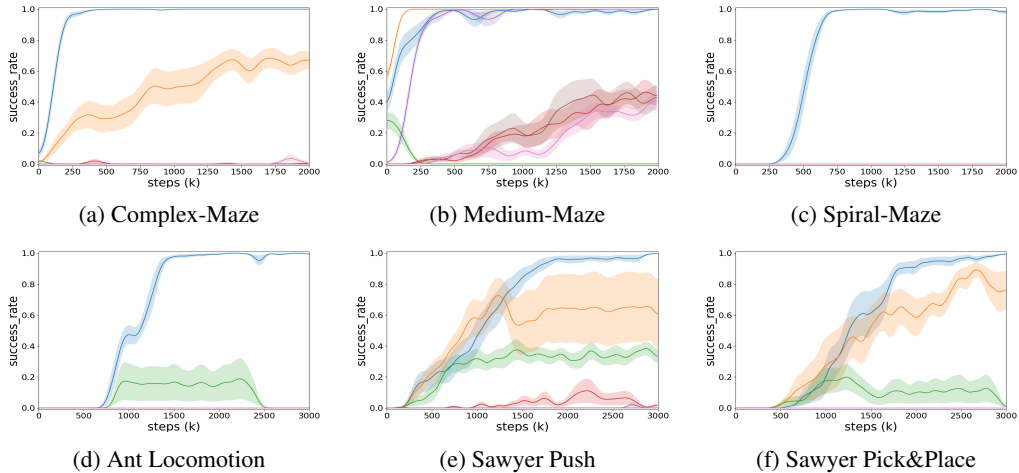 success_rate
1.0
0.8
0.6
0.4
0.2
0.0
0 250 500 750 1000 1250 1500 1750 2000
steps (k)
(a) Complex-Maze
success_rate
1.0
0.8
0.6
0.4
0.2
0.0
0 250 500 750 1000 1250 1500 1750 2000
steps (k)
(b) Medium-Maze
success_rate
1.0
0.8
0.6
0.4
0.2
0.0
0 250 500 750 1000 1250 1500 1750 2000
steps (k)
(c) Spiral-Maze
success_rate
1.0
0.8
0.6
0.4
0.2
0.0
0 500 1000 1500 2000 2500 3000
steps (k)
(d) Ant Locomotion
success_rate
1.0
0.8
0.6
0.4
0.2
0.0
500 1000 1500 2000 2500 3000
steps (k)
(e) Sawyer Push
success_rate
1.0
0.8
0.6
0.4
0.2
0.0
500 1000 1500 2000 2500 3000
steps (k)
(f) Sawyer Pick&Place